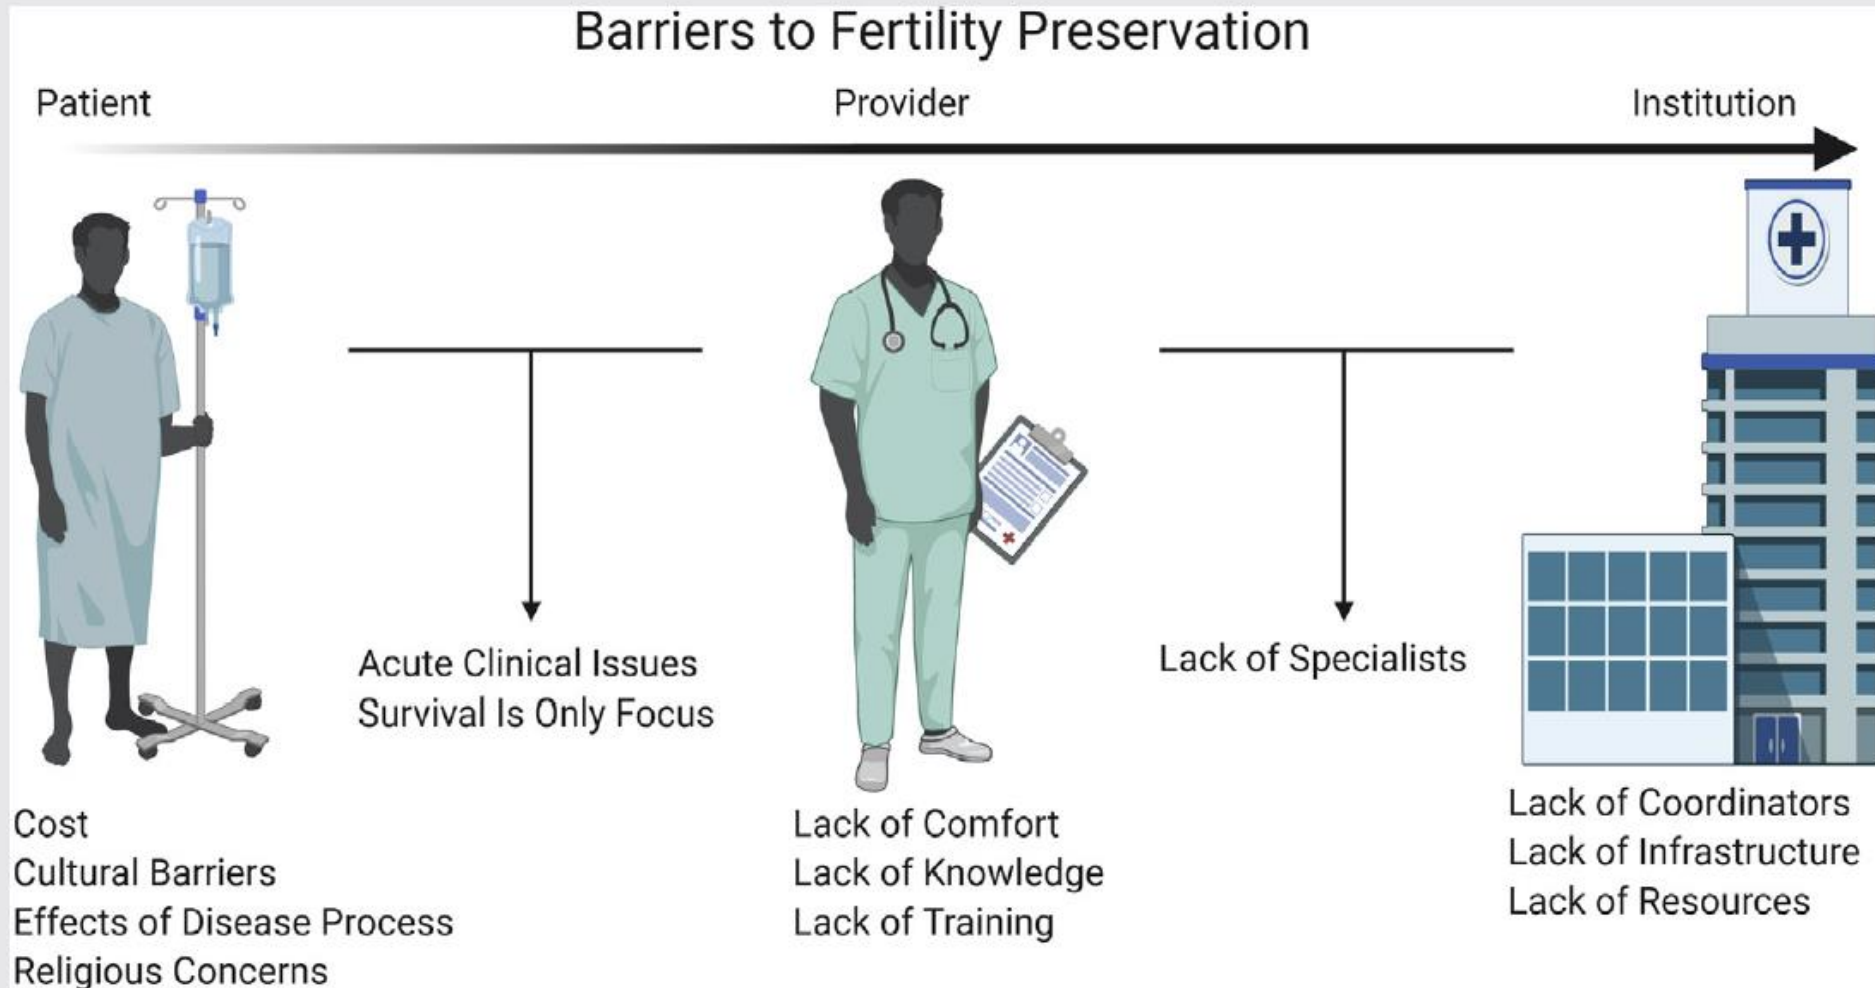 Barriers to Fertility Preservation
Patient
Provider
Institution
Acute Clinical Issues
Survival Is Only Focus
Lack of Specialists
Cost
Cultural Barriers
Effects of Disease Process
Religious Concerns
Lack of Comfort
Lack of Knowledge
Lack of Training
Lack of Coordinators
Lack of Infrastructure
Lack of Resources